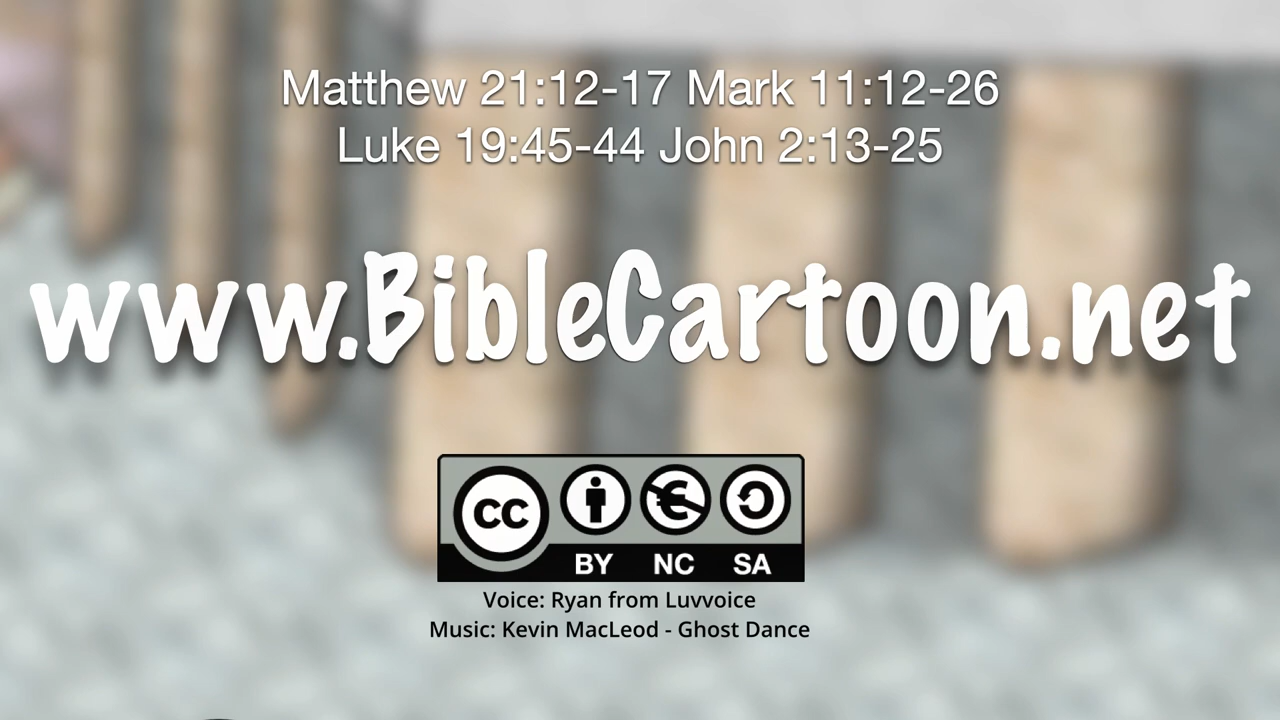 Matthew 21:12-17 Mark 11:12-26
Luke 19:45-44 John 2:13-25
www.BibleCartoon.net
cc
BY NC SA
Voice: Ryan from Luvvoice
Music: Kevin MacLeod - Ghost Dance